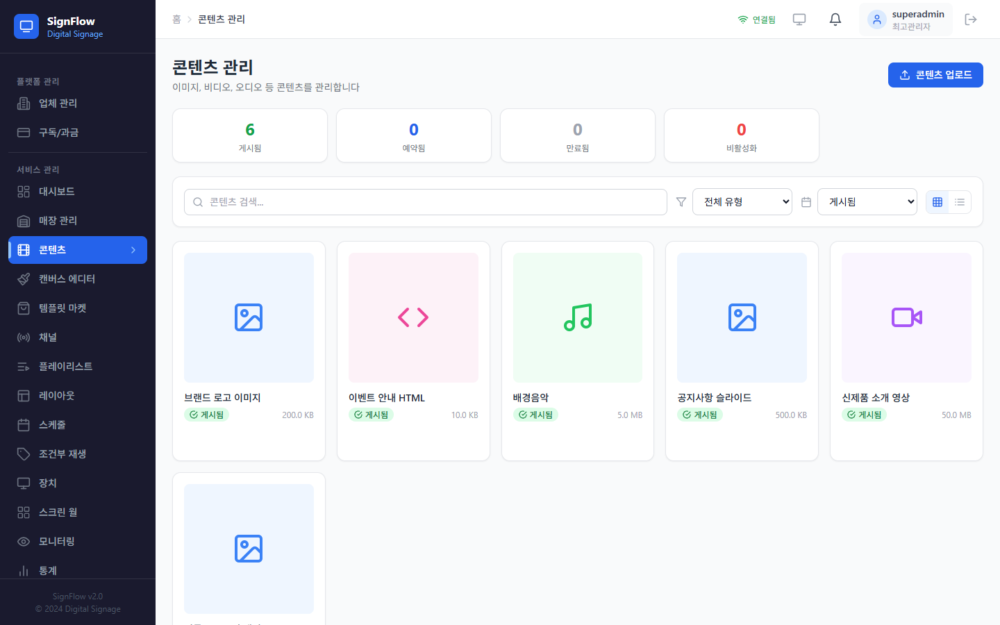 SignFlow
Digital Signage
플랫폼 관리
업체 관리
구독/과금
서비스 관리
대시보드
매장 관리
콘텐츠
캔버스 에디터
템플릿 마켓
채널
플레이리스트
레이아웃
스케줄
조건부 재생
장치
스크린 월
모니터링
통계
SignFlow v2.0
© 2024 Digital Signage
홈 > 콘텐츠 관리
연결됨
superadmin
최고관리자
콘텐츠 관리
이미지, 비디오, 오디오 등 콘텐츠를 관리합니다
콘텐츠 업로드
6
게시됨
0
예약됨
0
만료됨
0
비활성화
콘텐츠 검색...
전체 유형
게시됨
브랜드 로고 이미지
게시됨 200.0 KB
이벤트 안내 HTML
게시됨 10.0 KB
배경음악
게시됨 5.0 MB
공지사항 슬라이드
게시됨 500.0 KB
신제품 소개 영상
게시됨 50.0 MB